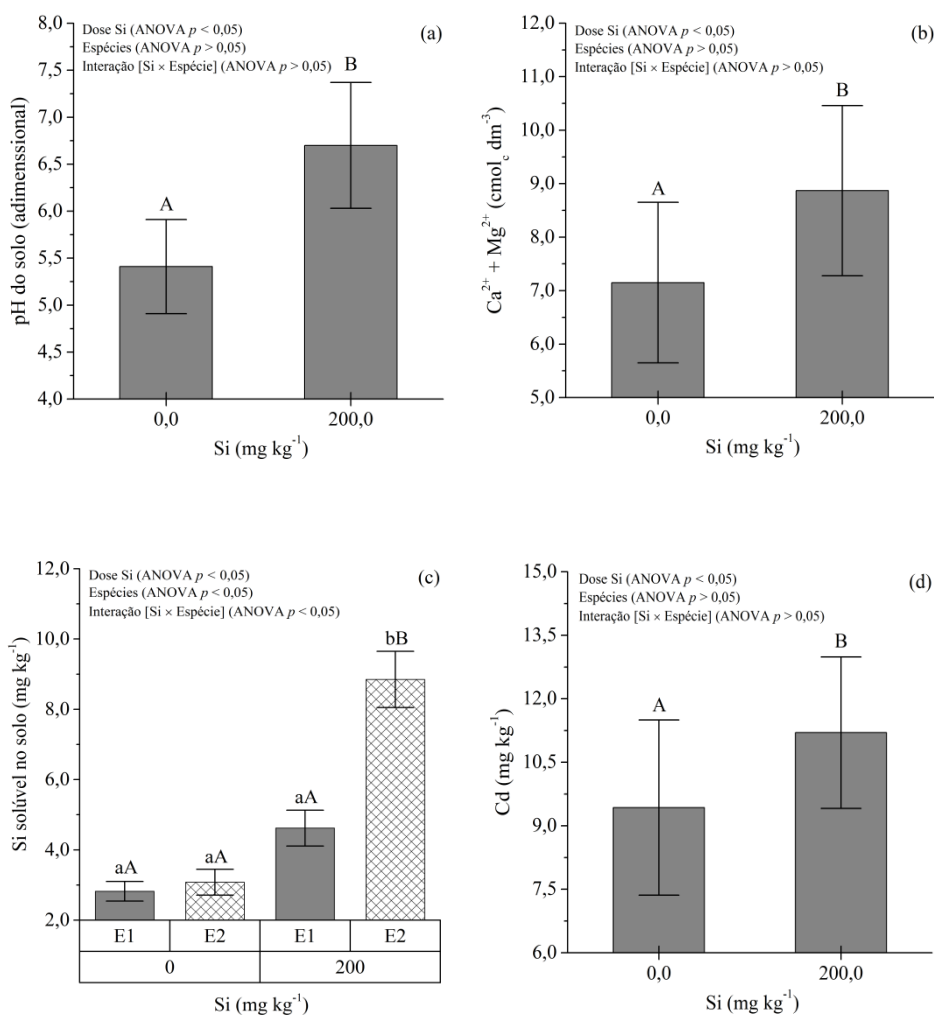 8,0
7,5
7,0
6,5
6,0
5,5
5,0
4,5
4,0
pH do solo (adimenssional)
Dose Si (ANOVA p < 0,05)
Espécies (ANOVA p > 0,05)
Interação [Si × Espécie] (ANOVA p > 0,05)
(a)
A
B
0,0
200,0
Si (mg kg⁻¹)
12,0
11,0
10,0
9,0
8,0
7,0
6,0
5,0
Ca²⁺ + Mg²⁺ (cmol_c dm⁻³)
Dose Si (ANOVA p < 0,05)
Espécies (ANOVA p > 0,05)
Interação [Si × Espécie] (ANOVA p > 0,05)
(b)
A
B
0,0
200,0
Si (mg kg⁻¹)
12,0
10,0
8,0
6,0
4,0
2,0
Si solúvel no solo (mg kg⁻¹)
Dose Si (ANOVA p < 0,05)
Espécies (ANOVA p < 0,05)
Interação [Si × Espécie] (ANOVA p < 0,05)
(c)
aA
aA
aA
bB
E1
E2
E1
E2
0
200
Si (mg kg⁻¹)
15,0
13,5
12,0
10,5
9,0
7,5
6,0
Cd (mg kg⁻¹)
Dose Si (ANOVA p < 0,05)
Espécies (ANOVA p > 0,05)
Interação [Si × Espécie] (ANOVA p > 0,05)
(d)
A
B
0,0
200,0
Si (mg kg⁻¹)